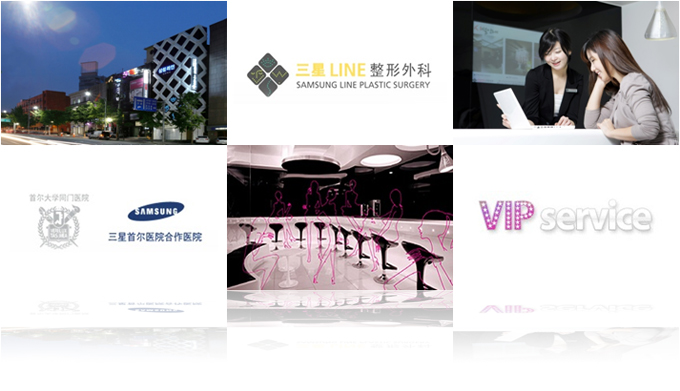 三星 LINE 整形外科
SAMSUNG LINE PLASTIC SURGERY
首尔大学同门医院
SAMSUNG
三星首尔医院合作医院
VIP service